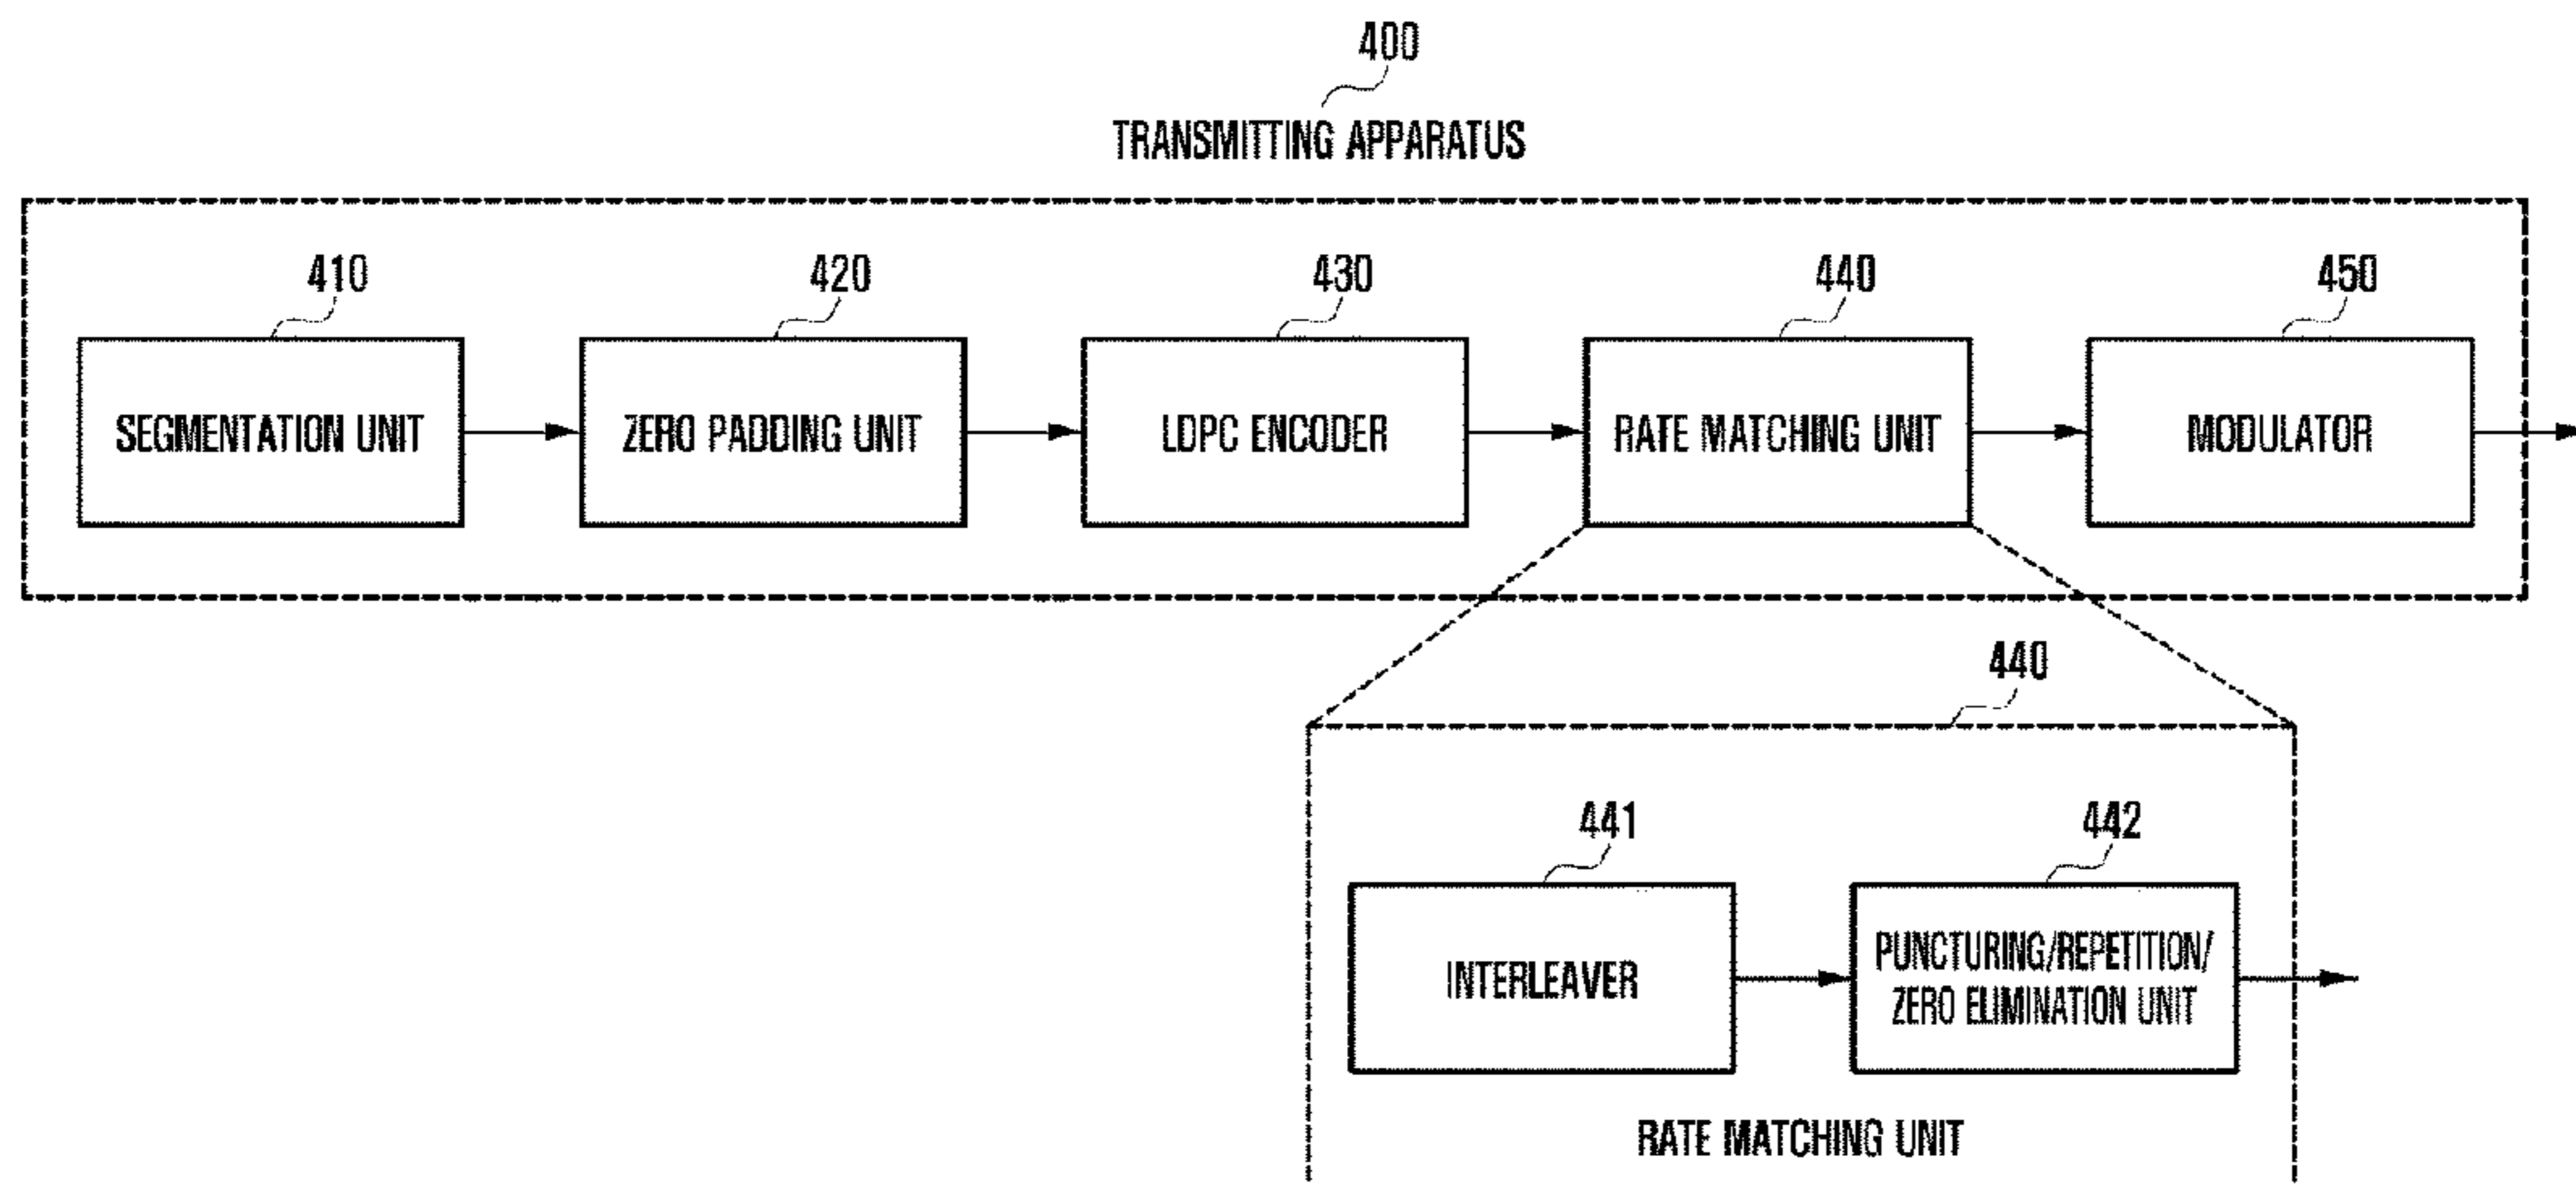 400
TRANSMITTING APPARATUS
410
420
430
440
450
SEGMENTATION UNIT
ZERO PADDING UNIT
LDPC ENCODER
RATE MATCHING UNIT
MODULATOR
440
441
442
INTERLEAVER
PUNCTURING/REPETITION/
ZERO ELIMINATION UNIT
RATE MATCHING UNIT